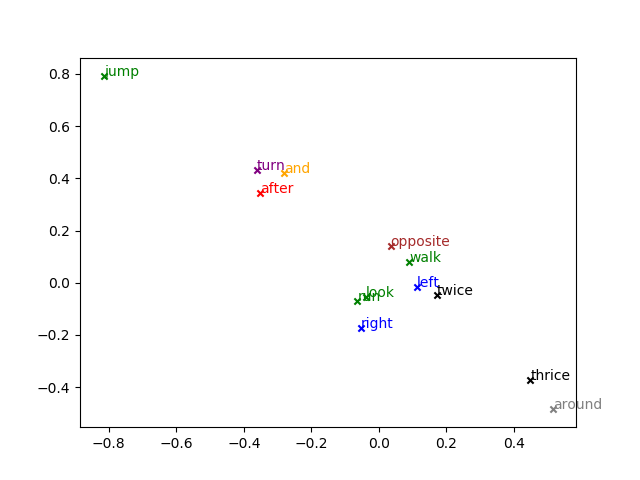 0.8
0.6
0.4
0.2
0.0
−0.2
−0.4
jump
turn
and
after
opposite
walk
left
twice
look
run
right
thrice
around
−0.8 −0.6 −0.4 −0.2 0.0 0.2 0.4